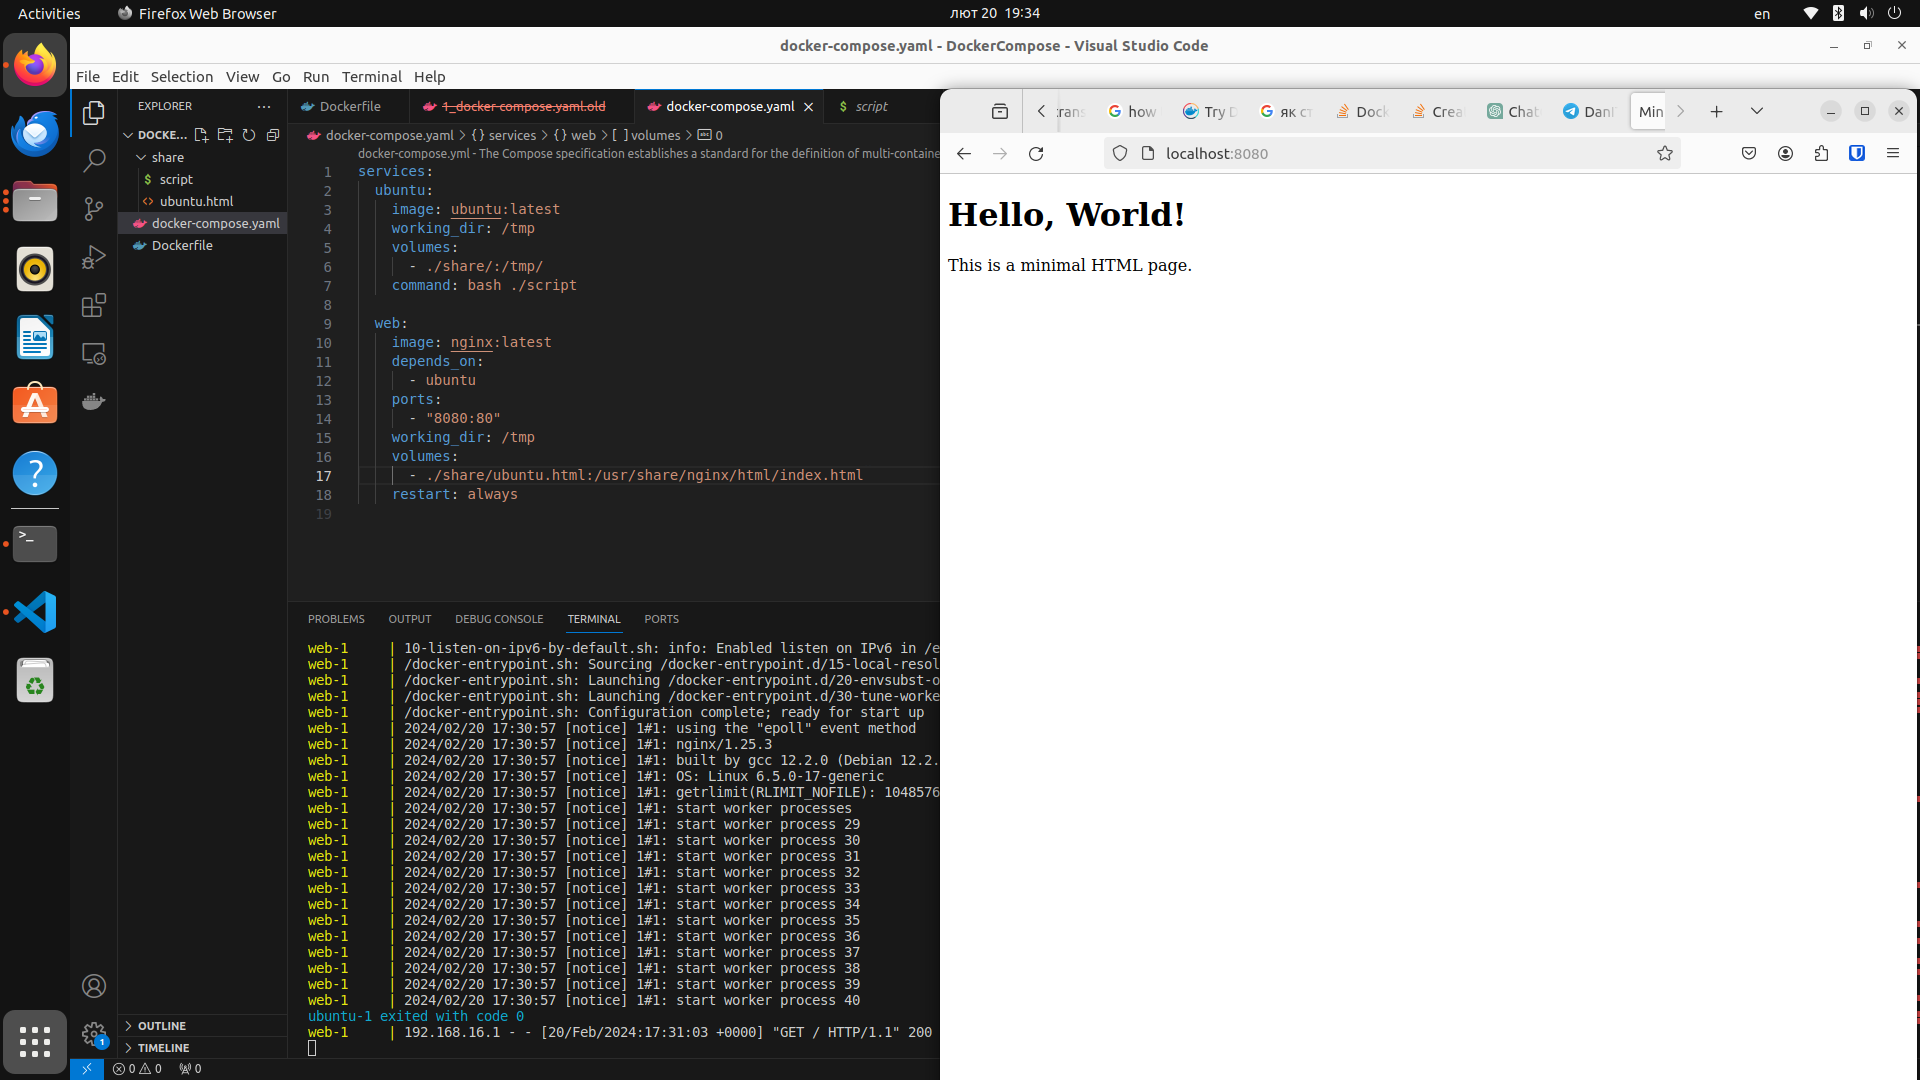 Activities
Firefox Web Browser
лют 20 19:34
en
docker-compose.yaml - DockerCompose - Visual Studio Code
File Edit Selection View Go Run Terminal Help
EXPLORER
DOCKE...
share
script
ubuntu.html
docker-compose.yaml
Dockerfile
OUTLINE
TIMELINE
Dockerfile
1_docker-compose.yaml.old
docker-compose.yaml
script
docker-compose.yaml > {} services > {} web > [ ] volumes > abc 0
docker-compose.yml - The Compose specification establishes a standard for the definition of multi-containe
1 services:
2 ubuntu:
3 image: ubuntu:latest
4 working_dir: /tmp
5 volumes:
6 - ./share/:/tmp/
7 command: bash ./script
8
9 web:
10 image: nginx:latest
11 depends_on:
12 - ubuntu
13 ports:
14 - "8080:80"
15 working_dir: /tmp
16 volumes:
17 - ./share/ubuntu.html:/usr/share/nginx/html/index.html
18 restart: always
19
PROBLEMS OUTPUT DEBUG CONSOLE TERMINAL PORTS
web-1 | 10-listen-on-ipv6-by-default.sh: info: Enabled listen on IPv6 in /e
web-1 | /docker-entrypoint.sh: Sourcing /docker-entrypoint.d/15-local-resol
web-1 | /docker-entrypoint.sh: Launching /docker-entrypoint.d/20-envsubst-o
web-1 | /docker-entrypoint.sh: Launching /docker-entrypoint.d/30-tune-worke
web-1 | /docker-entrypoint.sh: Configuration complete; ready for start up
web-1 | 2024/02/20 17:30:57 [notice] 1#1: using the "epoll" event method
web-1 | 2024/02/20 17:30:57 [notice] 1#1: nginx/1.25.3
web-1 | 2024/02/20 17:30:57 [notice] 1#1: built by gcc 12.2.0 (Debian 12.2.
web-1 | 2024/02/20 17:30:57 [notice] 1#1: OS: Linux 6.5.0-17-generic
web-1 | 2024/02/20 17:30:57 [notice] 1#1: getrlimit(RLIMIT_NOFILE): 1048576
web-1 | 2024/02/20 17:30:57 [notice] 1#1: start worker processes
web-1 | 2024/02/20 17:30:57 [notice] 1#1: start worker process 29
web-1 | 2024/02/20 17:30:57 [notice] 1#1: start worker process 30
web-1 | 2024/02/20 17:30:57 [notice] 1#1: start worker process 31
web-1 | 2024/02/20 17:30:57 [notice] 1#1: start worker process 32
web-1 | 2024/02/20 17:30:57 [notice] 1#1: start worker process 33
web-1 | 2024/02/20 17:30:57 [notice] 1#1: start worker process 34
web-1 | 2024/02/20 17:30:57 [notice] 1#1: start worker process 35
web-1 | 2024/02/20 17:30:57 [notice] 1#1: start worker process 36
web-1 | 2024/02/20 17:30:57 [notice] 1#1: start worker process 37
web-1 | 2024/02/20 17:30:57 [notice] 1#1: start worker process 38
web-1 | 2024/02/20 17:30:57 [notice] 1#1: start worker process 39
web-1 | 2024/02/20 17:30:57 [notice] 1#1: start worker process 40
ubuntu-1 exited with code 0
web-1 | 192.168.16.1 - - [20/Feb/2024:17:31:03 +0000] "GET / HTTP/1.1" 200
1
0 0 0
trans how Try D як ст Dock Crea Chat Dani Min
localhost:8080
Hello, World!
This is a minimal HTML page.